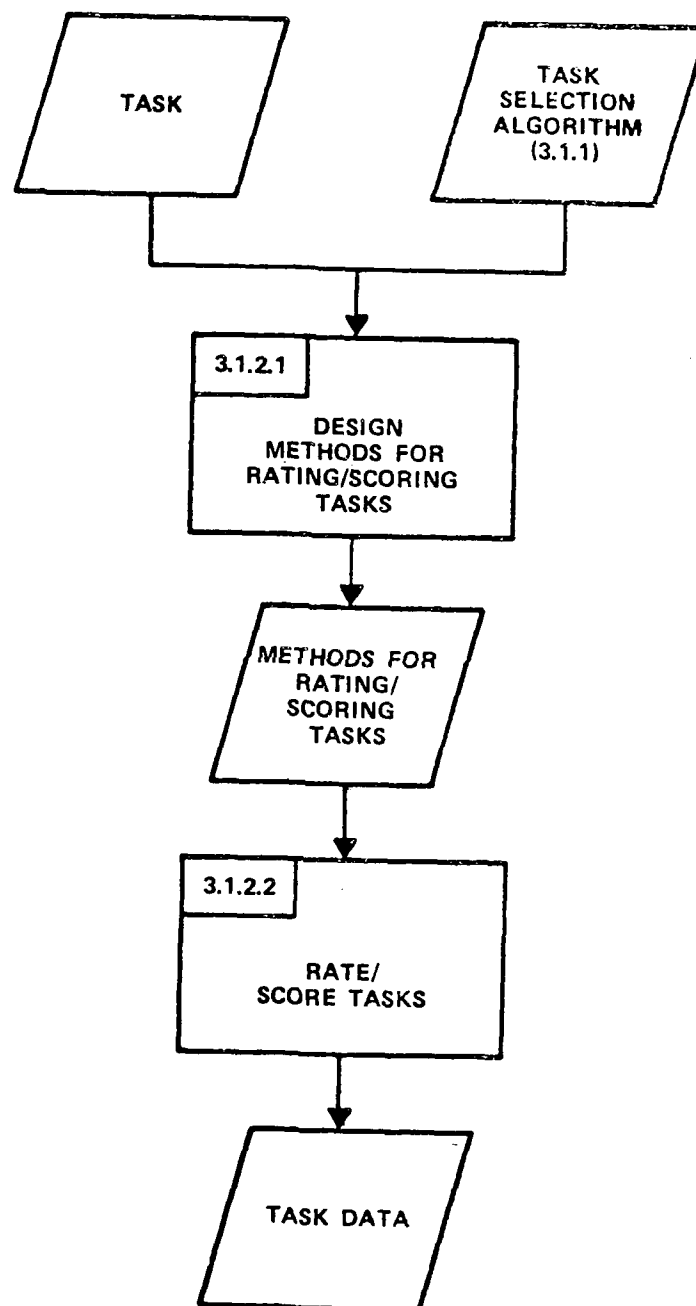 TASK
TASK
SELECTION
ALGORITHM
(3.1.1)
3.1.2.1
DESIGN
METHODS FOR
RATING/SCORING
TASKS
METHODS FOR
RATING/
SCORING
TASKS
3.1.2.2
RATE/
SCORE TASKS
TASK DATA